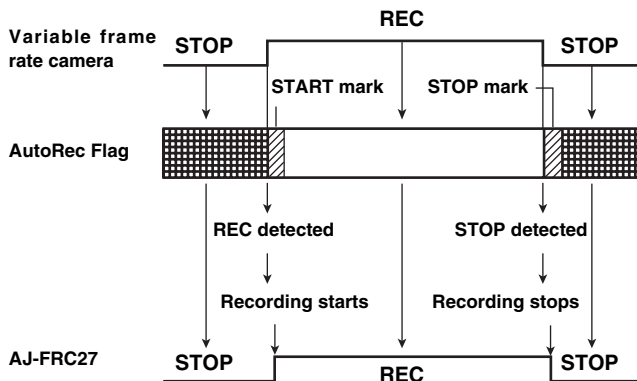 REC
Variable frame rate camera
STOP
STOP
START mark
STOP mark
AutoRec Flag
REC detected
STOP detected
Recording starts
Recording stops
AJ-FRC27
STOP
REC
STOP